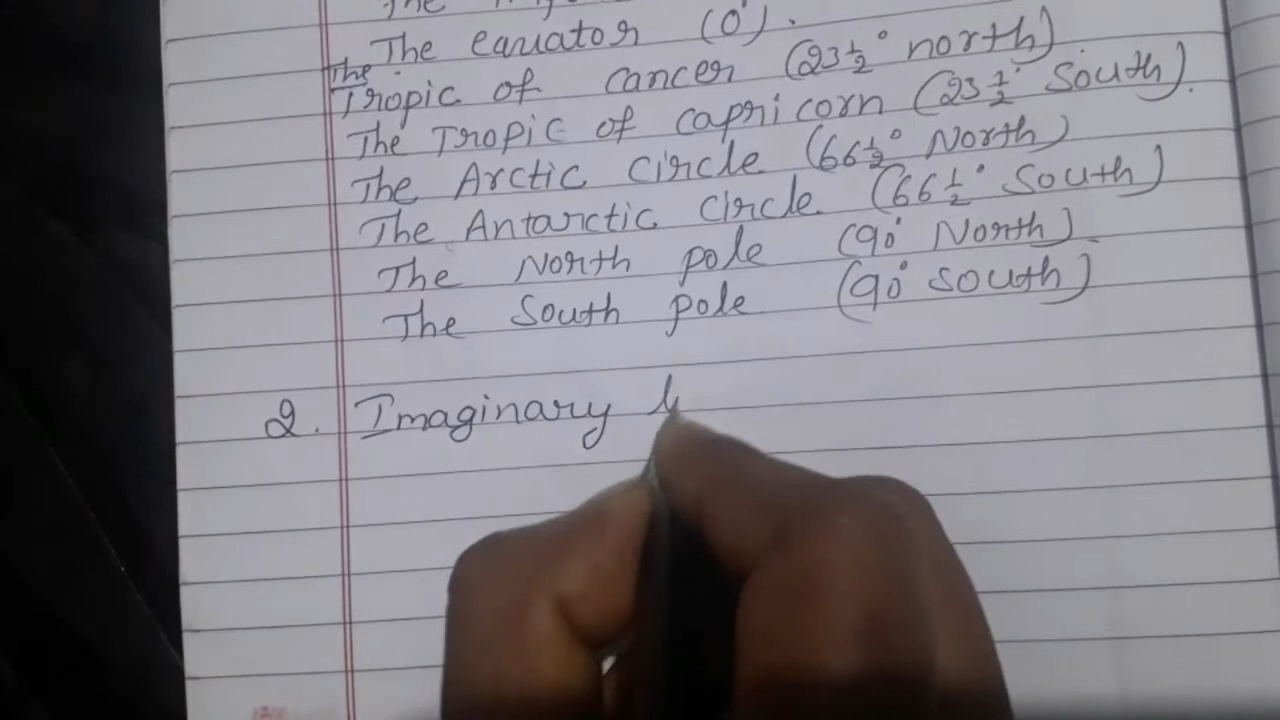 The
The equator (0°).
The Tropic of cancer (23½° north)
The Tropic of capricorn (23½° South).
The Arctic circle (66½° North)
The Antarctic circle (66½° South)
The North pole (90° North)
The South pole (90° south)
2. Imaginary